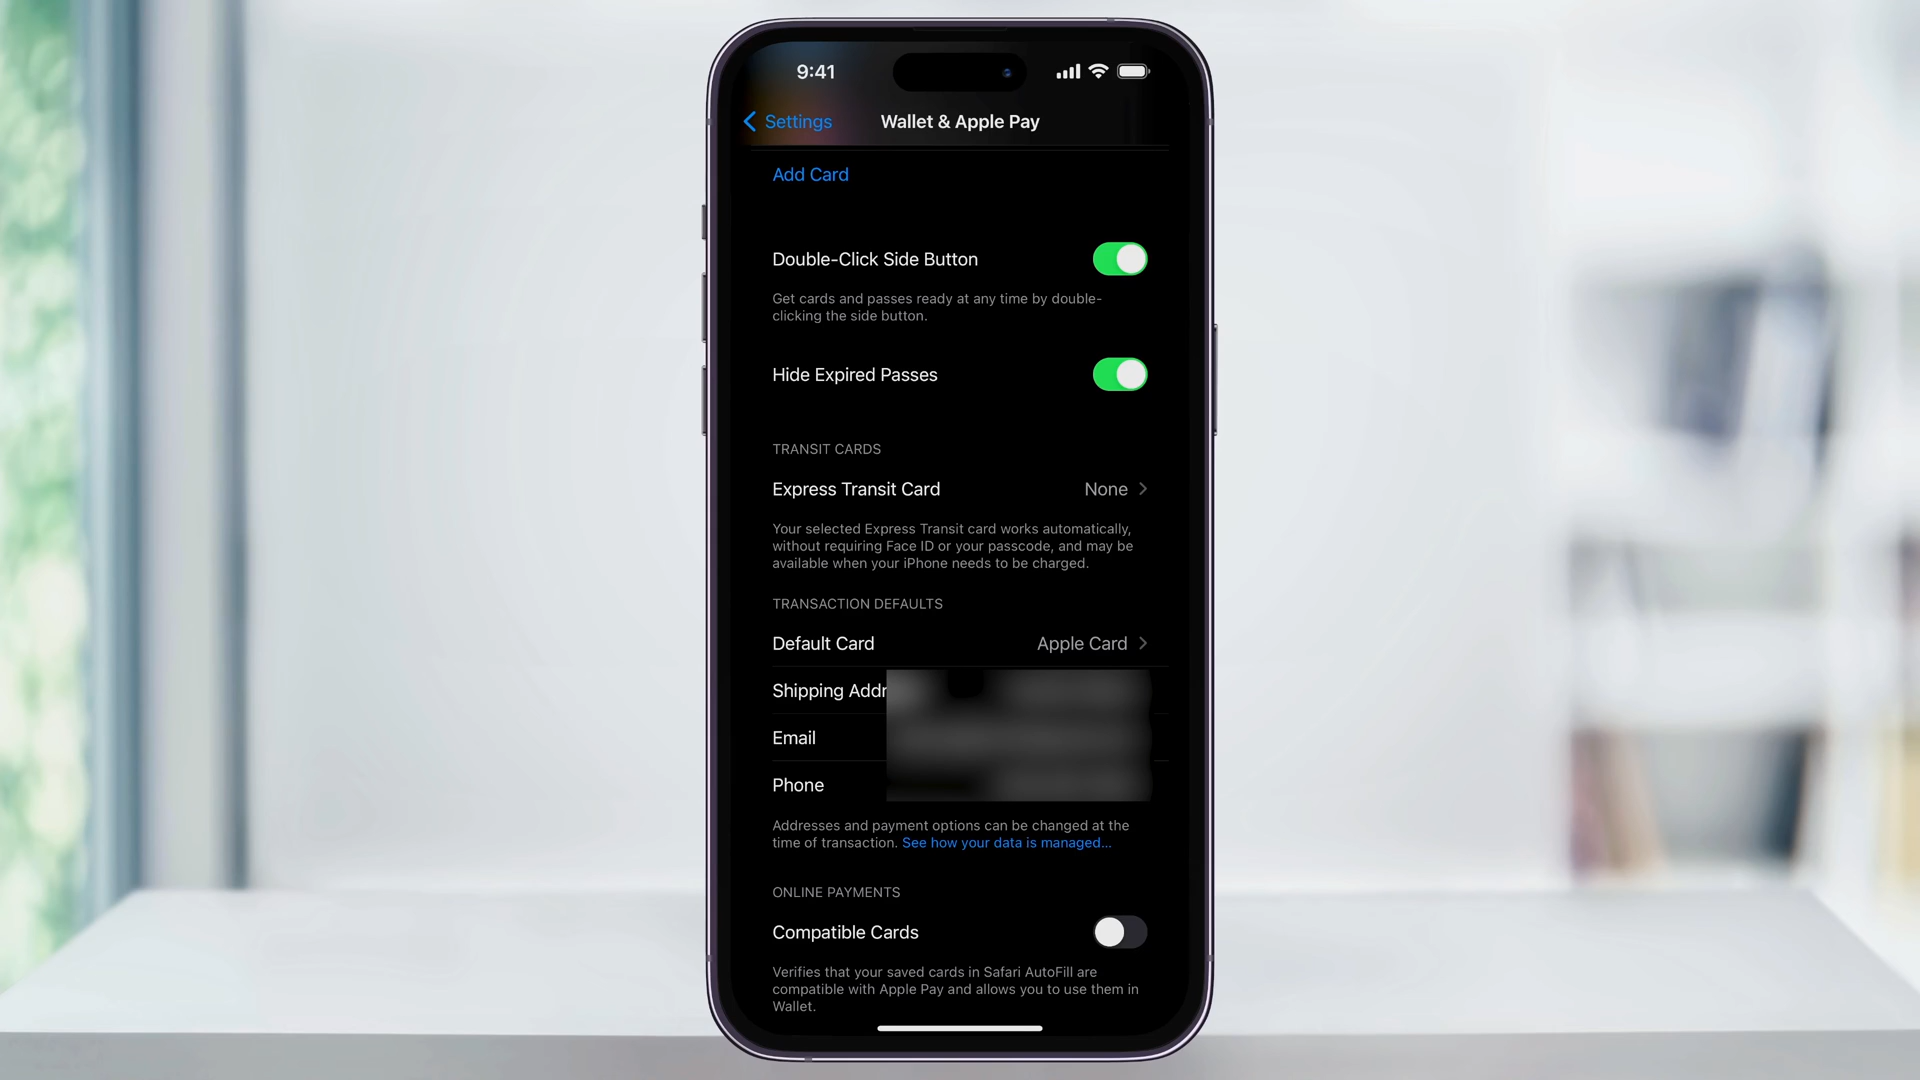 9:41
Settings
Wallet & Apple Pay
Add Card
Double-Click Side Button
Get cards and passes ready at any time by double-
clicking the side button.
Hide Expired Passes
TRANSIT CARDS
Express Transit Card None
Your selected Express Transit card works automatically,
without requiring Face ID or your passcode, and may be
available when your iPhone needs to be charged.
TRANSACTION DEFAULTS
Default Card Apple Card
Shipping Addr
Email
Phone
Addresses and payment options can be changed at the
time of transaction. See how your data is managed...
ONLINE PAYMENTS
Compatible Cards
Verifies that your saved cards in Safari AutoFill are
compatible with Apple Pay and allows you to use them in
Wallet.